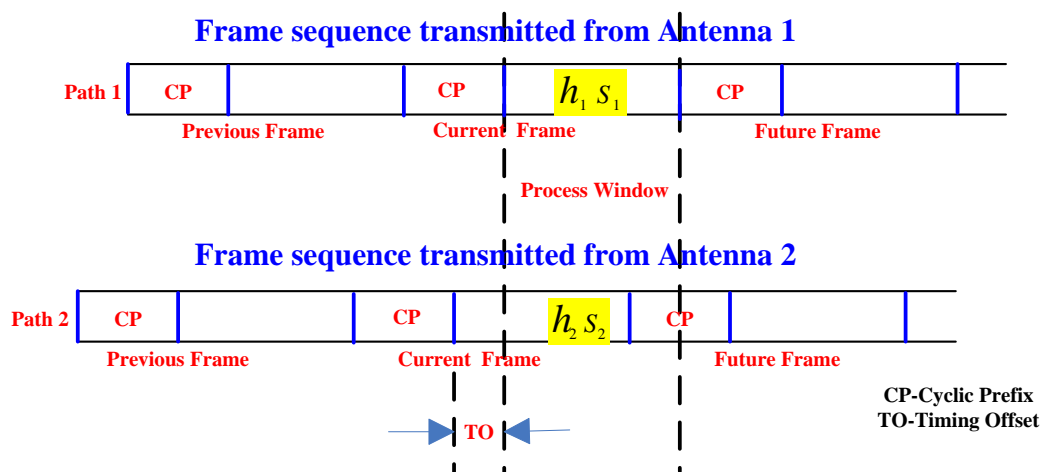 Frame sequence transmitted from Antenna 1
Path 1 CP CP h₁ s₁ CP
Previous Frame Current Frame Future Frame
Process Window
Frame sequence transmitted from Antenna 2
Path 2 CP CP h₂ s₂ CP
Previous Frame Current Frame Future Frame
CP-Cyclic Prefix
TO-Timing Offset
TO